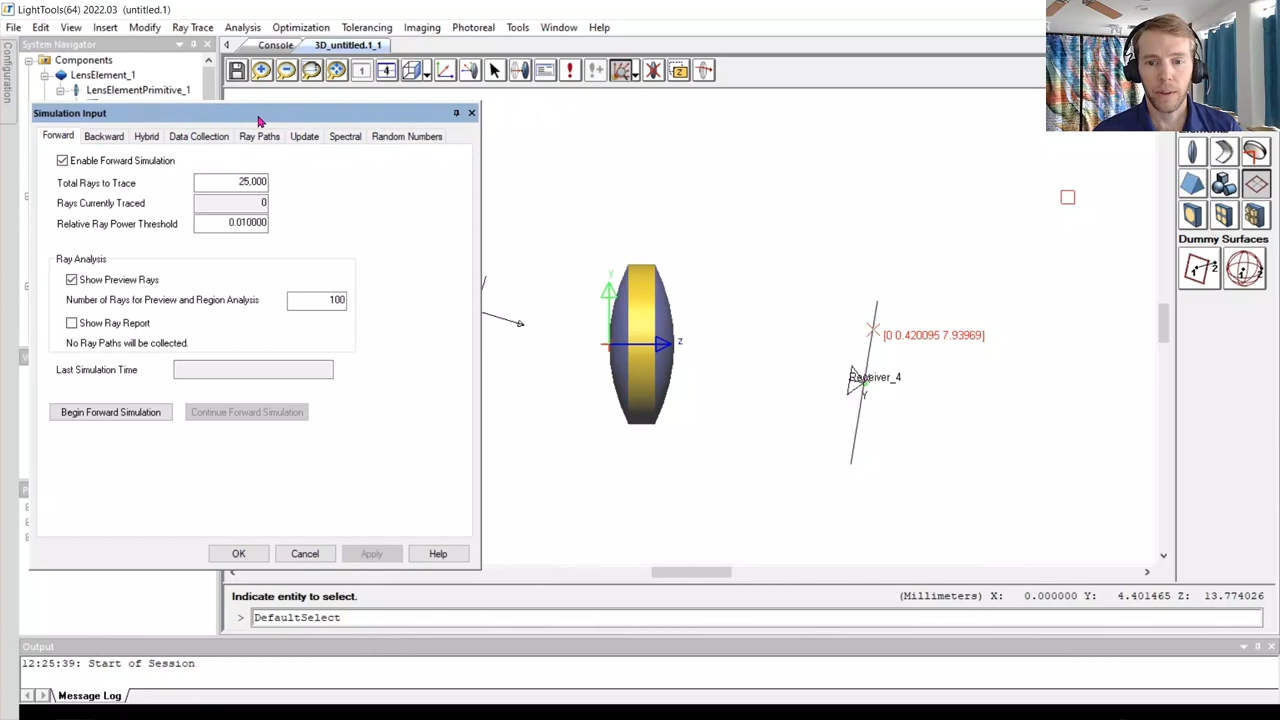 LightTools(64) 2022.03 (untitled.1)
File Edit View Insert Modify Ray Trace Analysis Optimization Tolerancing Imaging Photoreal Tools Window Help
Configuration
System Navigator
Console 3D_untitled.1_1
Components
LensElement_1
LensElementPrimitive_1
1 4
Simulation Input
Forward Backward Hybrid Data Collection Ray Paths Update Spectral Random Numbers
Enable Forward Simulation
Total Rays to Trace 25,000
Rays Currently Traced 0
Relative Ray Power Threshold 0.010000
Ray Analysis
Show Preview Rays
Number of Rays for Preview and Region Analysis 100
Show Ray Report
No Ray Paths will be collected.
Last Simulation Time
Begin Forward Simulation Continue Forward Simulation
OK Cancel Apply Help
y
z
[0 0.420095 7.93969]
Receiver_4
Y
Dummy Surfaces
Indicate entity to select. (Millimeters) X: 0.000000 Y: 4.401465 Z: 13.774026
> DefaultSelect
Output
12:25:39: Start of Session
Message Log